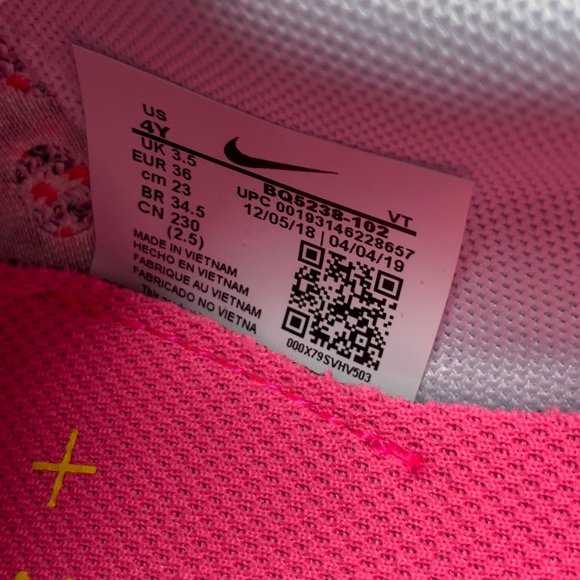 US
4Y
UK 3.5
EUR 36
cm 23
BR 34.5
CN 230
(2.5)
BQ5238-102 VT
UPC 00193146228657
12/05/18 | 04/04/19
MADE IN VIETNAM
HECHO EN VIETNAM
FABRIQUE AU VIETNAM
FABRICADO NO VIETNA
This
000X79SVHV503